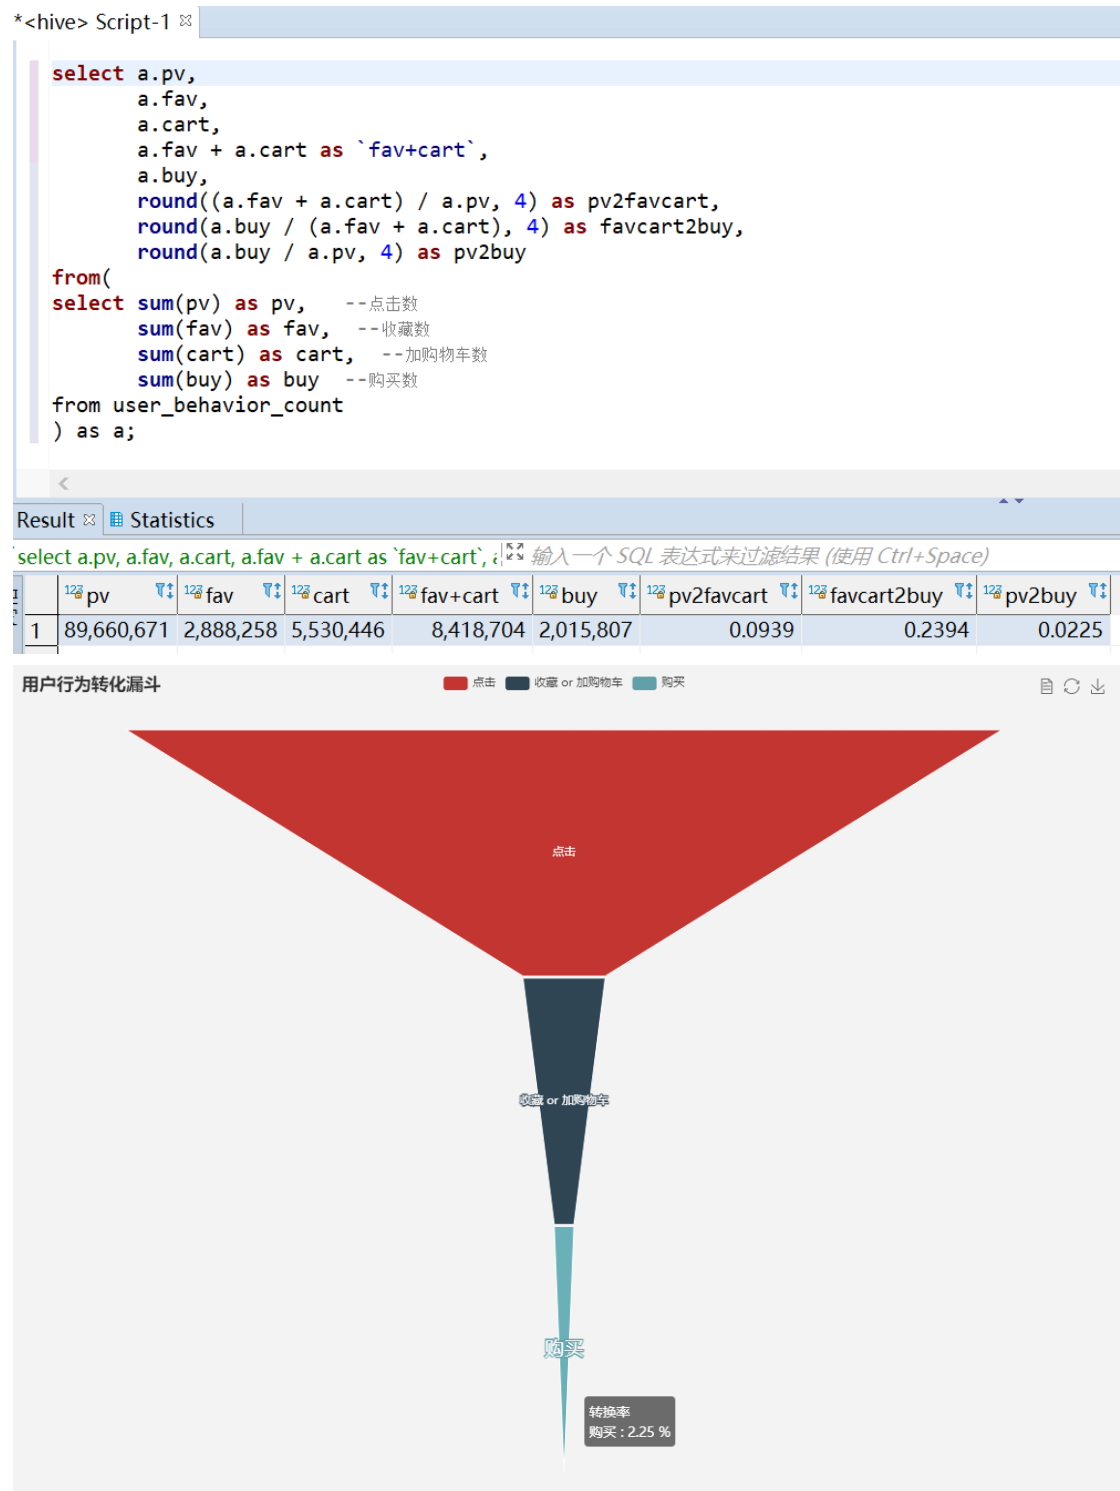 *<hive> Script-1
select a.pv,
a.fav,
a.cart,
a.fav + a.cart as `fav+cart`,
a.buy,
round((a.fav + a.cart) / a.pv, 4) as pv2favcart,
round(a.buy / (a.fav + a.cart), 4) as favcart2buy,
round(a.buy / a.pv, 4) as pv2buy
from(
select sum(pv) as pv, --点击数
sum(fav) as fav, --收藏数
sum(cart) as cart, --加购物车数
sum(buy) as buy --购买数
from user_behavior_count
) as a;
Result Statistics
select a.pv, a.fav, a.cart, a.fav + a.cart as `fav+cart`, 输入一个 SQL 表达式来过滤结果 (使用 Ctrl+Space)
123 pv 123 fav 123 cart 123 fav+cart 123 buy 123 pv2favcart 123 favcart2buy 123 pv2buy
1 89,660,671 2,888,258 5,530,446 8,418,704 2,015,807 0.0939 0.2394 0.0225
用户行为转化漏斗 点击 收藏 or 加购物车 购买
点击
收藏 or 加购物车
购买
转换率
购买 : 2.25 %